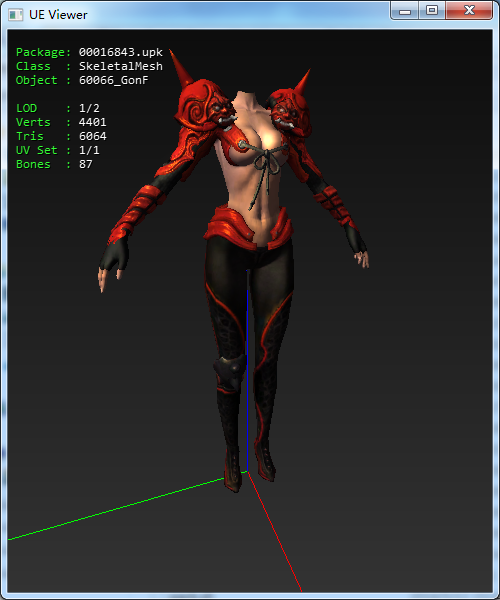 UE Viewer
Package: 00016843.upk
Class : SkeletalMesh
Object : 60066_GonF
LOD : 1/2
Verts : 4401
Tris : 6064
UV Set : 1/1
Bones : 87